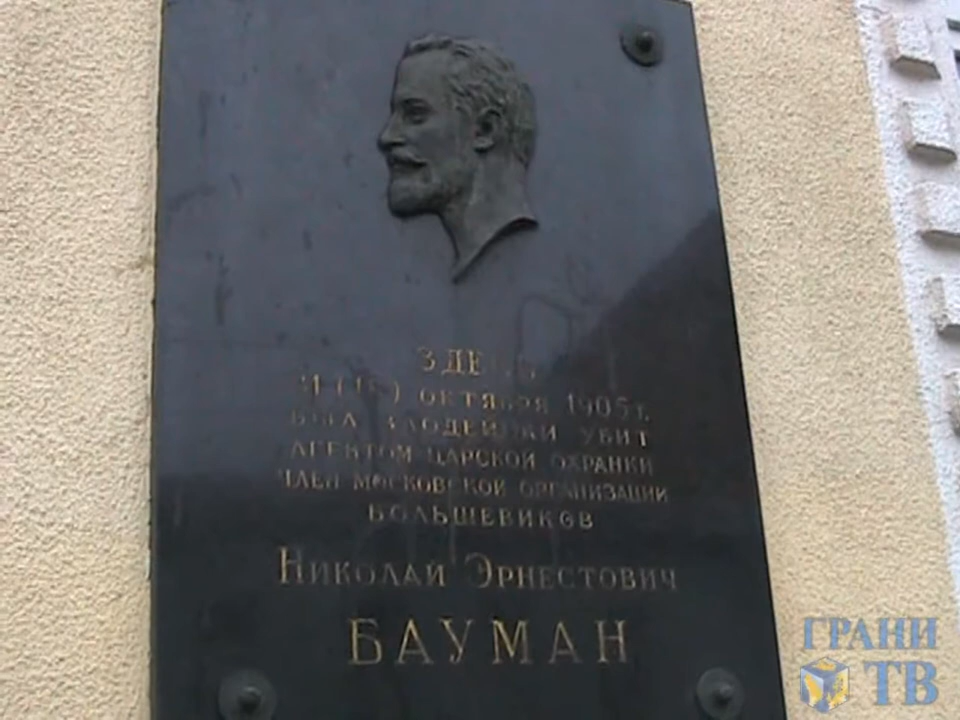 ЗДЕСЬ
ОКТЯБРЯ 1905 г.
БЫЛ ЗЛОДЕЙСКИ УБИТ
АГЕНТОМ ЦАРСКОЙ ОХРАНКИ
ЧЛЕН МОСКОВСКОЙ ОРГАНИЗАЦИИ
БОЛЬШЕВИКОВ
НИКОЛАЙ ЭРНЕСТОВИЧ
БАУМАН
ГРАНИ
ТВ